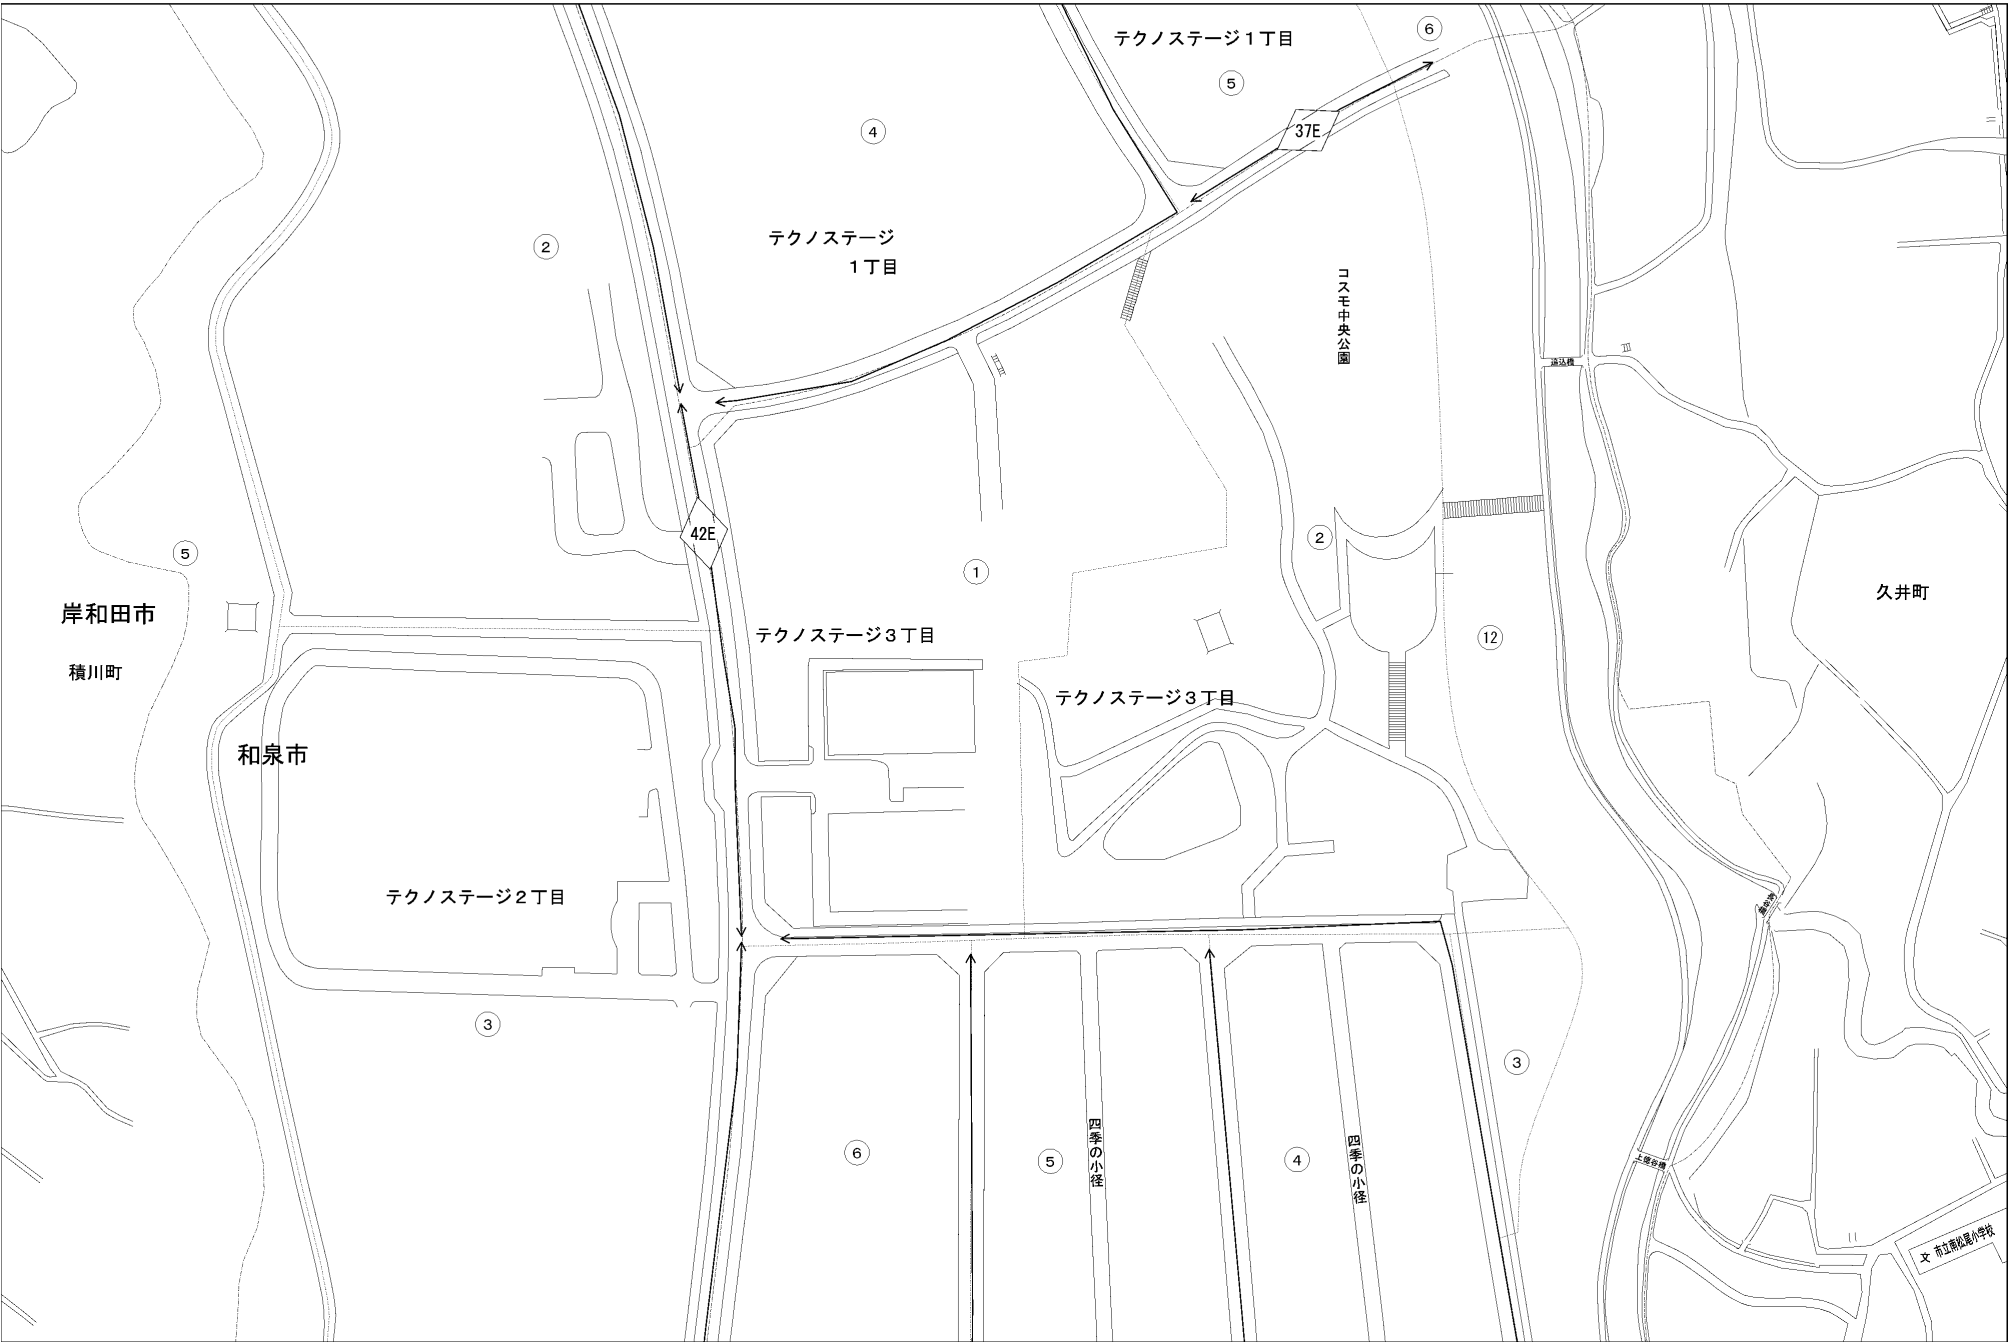 テクノステージ１丁目
⑥
⑤
37E
④
テクノステージ
１丁目
②
コスモ中央公園
42E
⑤
①
②
⑫
久井町
岸和田市
積川町
テクノステージ３丁目
テクノステージ３丁目
和泉市
テクノステージ２丁目
③
③
⑥
⑤
④
四季の小径
四季の小径
上徳谷橋
文 市立南松尾小学校